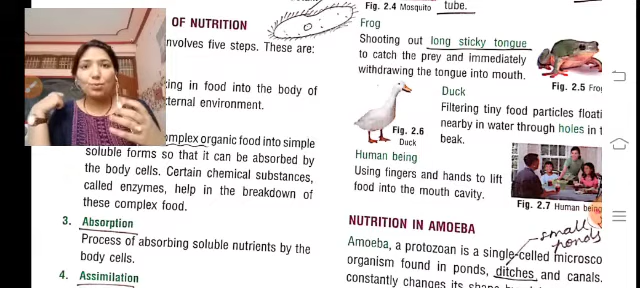 OF NUTRITION
nvolves five steps. These are:
ing in food into the body of
ternal environment.
omplex organic food into simple
soluble forms so that it can be absorbed by
the body cells. Certain chemical substances,
called enzymes, help in the breakdown of
these complex food.
3. Absorption
Process of absorbing soluble nutrients by the
body cells.
4. Assimilation
Fig. 2.4 Mosquito
tube.
Frog
Shooting out long sticky tongue
to catch the prey and immediately
withdrawing the tongue into mouth.
Fig. 2.5 Fro
Duck
Filtering tiny food particles floati
nearby in water through holes in t
beak.
Fig. 2.6
Duck
Human being
Using fingers and hands to lift
food into the mouth cavity.
Fig. 2.7 Human being
NUTRITION IN AMOEBA
small
ponds
Amoeba, a protozoan is a single-celled microsco
organism found in ponds, ditches and canals.
constantly changes its shape